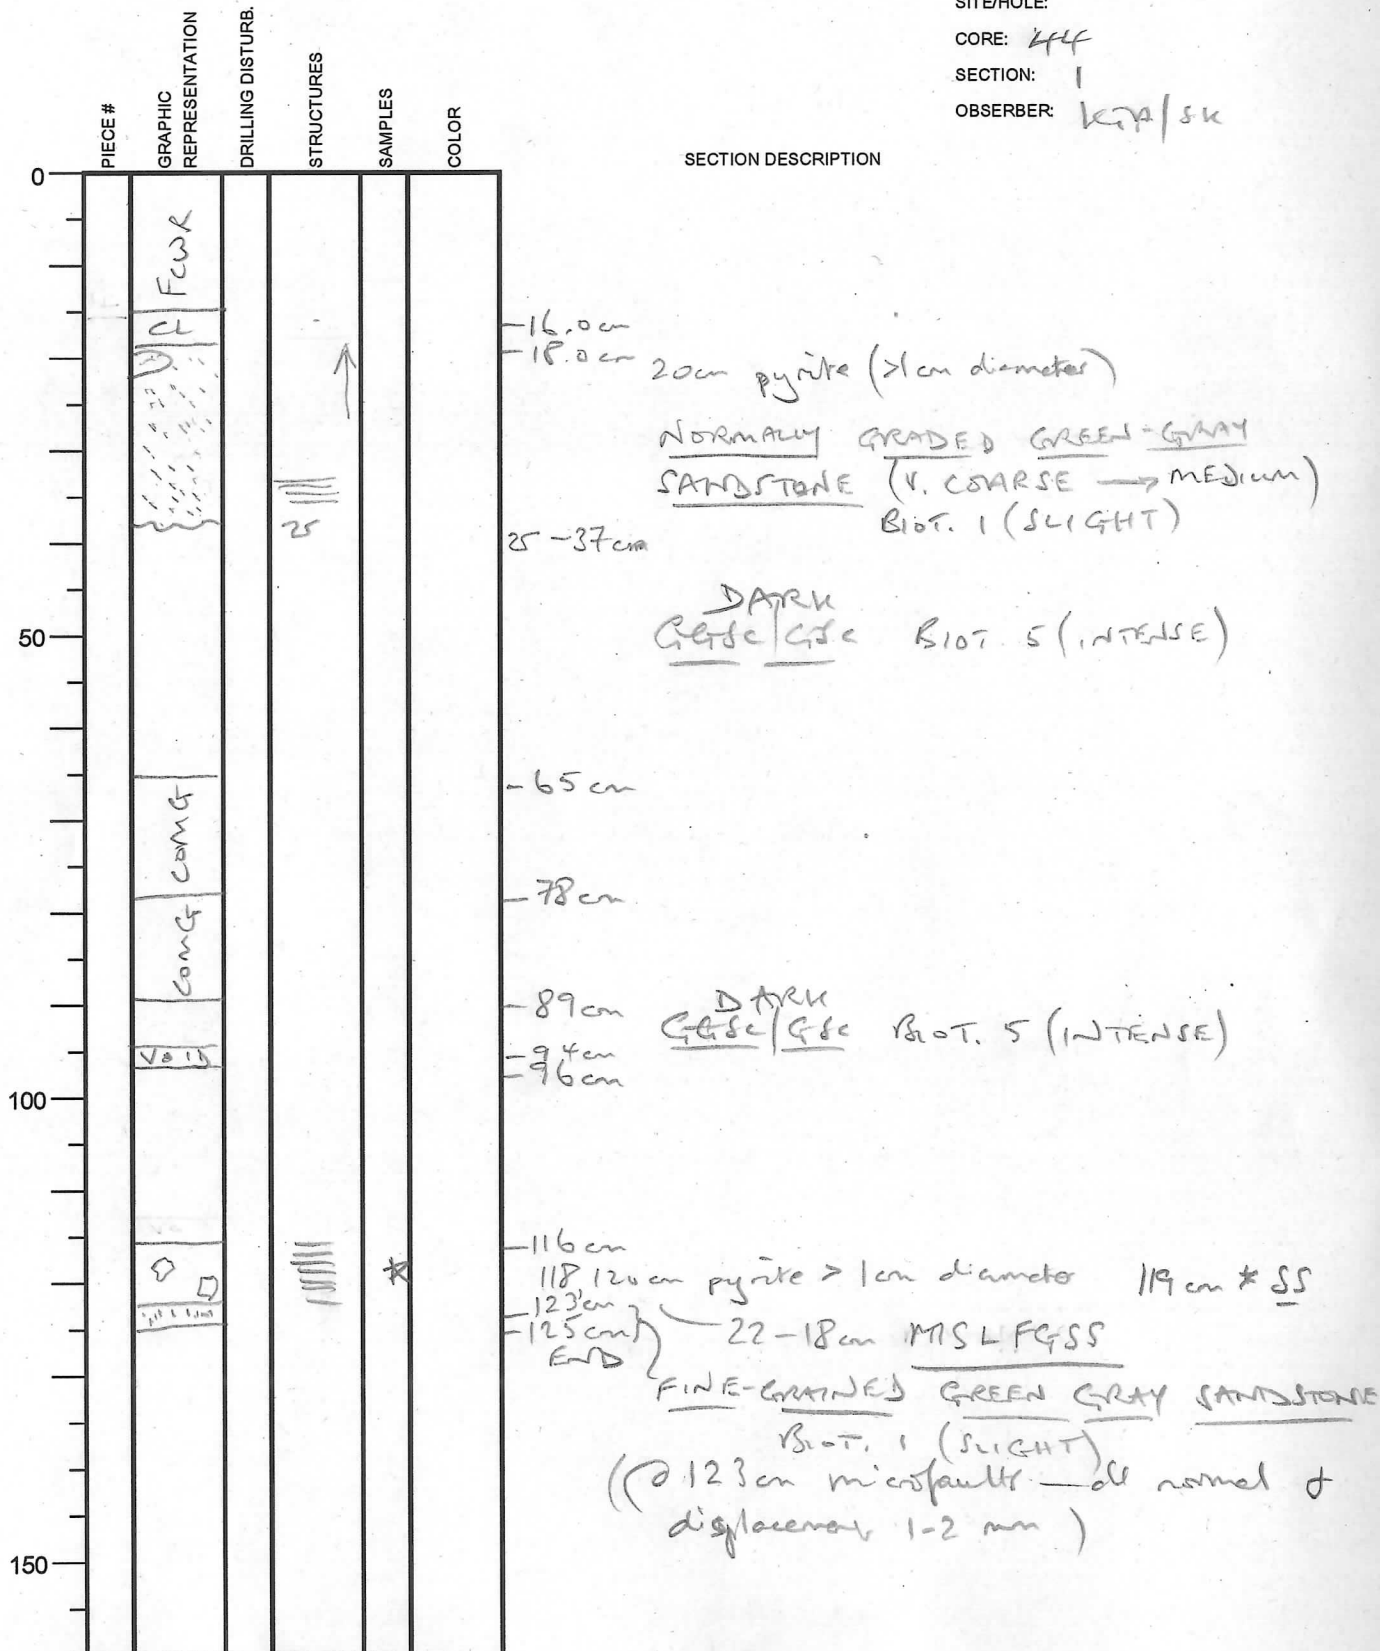 SITE/HOLE:
CORE: 44
SECTION: 1
OBSERBER: KGA/SK
PIECE #
GRAPHIC REPRESENTATION
DRILLING DISTURB.
STRUCTURES
SAMPLES
COLOR
SECTION DESCRIPTION
0
FCWR
CL
-16.0cm
-18.0cm
20cm pyrite (>1cm diameter)
NORMALLY GRADED GREEN-GRAY
SANDSTONE (V. COARSE → MEDIUM)
BIOT. 1 (SLIGHT)
25
25-37cm
DARK
50
GGSC/GSC BIOT. 5 (INTENSE)
-65cm
COMG
-78cm
COMG
-89cm
DARK
GGSC/GSC BIOT. 5 (INTENSE)
VOID
-94cm
-96cm
100
-116cm
118,120cm pyrite > 1cm diameter 119cm * SS
-123cm
-125cm
22-18cm MISLFGSS
END
FINE-GRAINED GREEN GRAY SANDSTONE
BIOT. 1 (SLIGHT)
(@ 123cm microfaults - all normal &
displacement 1-2 mm)
150